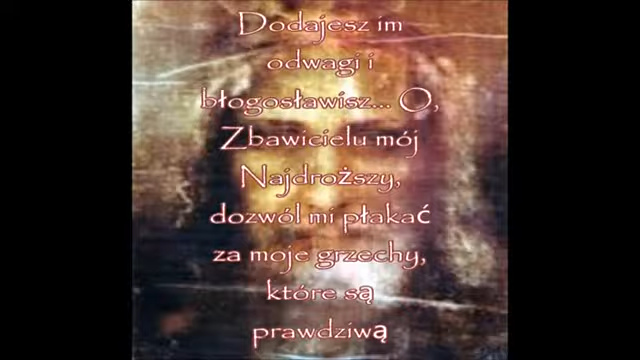 Dodajesz im
odwagi i
błogosławisz... O,
Zbawicielu mój
Najdroższy,
dozwól mi płakać
za moje grzechy,
które są
prawdziwą